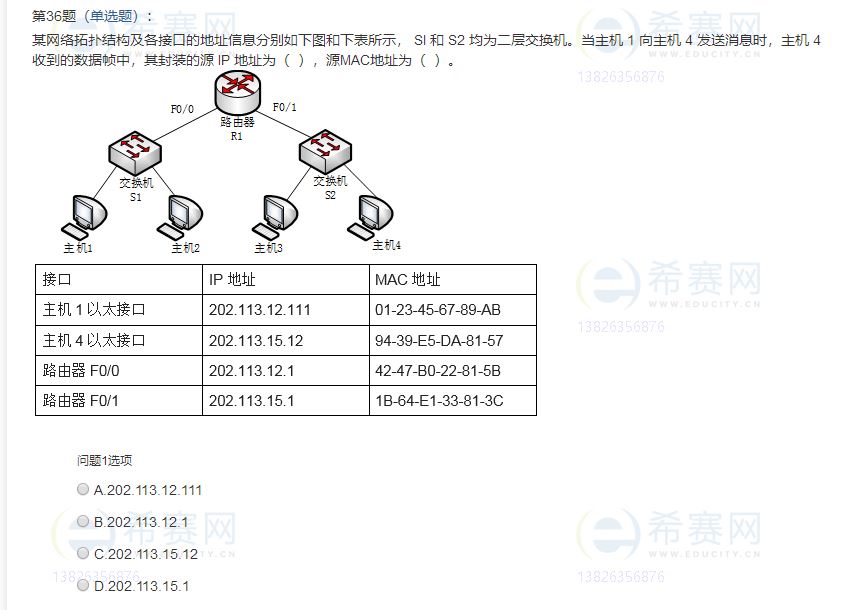 第36题（单选题）：
某网络拓扑结构及各接口的地址信息分别如下图和下表所示， SI 和 S2 均为二层交换机。当主机 1 向主机 4 发送消息时，主机 4
收到的数据帧中，其封装的源 IP 地址为（ ），源MAC地址为（ ）。
希赛网
WWW.EDUCITY.CN
13826356876
F0/0
F0/1
路由器
R1
交换机
S1
交换机
S2
主机1
主机2
主机3
主机4
接口 IP 地址 MAC 地址
主机 1 以太接口 202.113.12.111 01-23-45-67-89-AB
主机 4 以太接口 202.113.15.12 94-39-E5-DA-81-57
路由器 F0/0 202.113.12.1 42-47-B0-22-81-5B
路由器 F0/1 202.113.15.1 1B-64-E1-33-81-3C
希赛网
WWW.EDUCITY.CN
13826356876
问题1选项
A.202.113.12.111
B.202.113.12.1
C.202.113.15.12
D.202.113.15.1
希赛网
13826356876
希赛网
WWW.EDUCITY.CN
13826356876